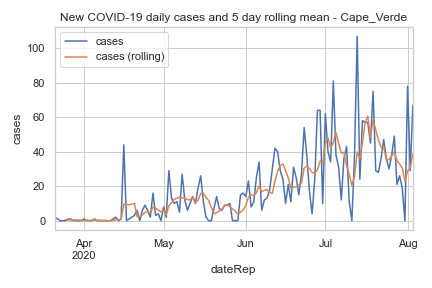 New COVID-19 daily cases and 5 day rolling mean - Cape_Verde
cases
cases (rolling)
100
80
60
40
20
0
cases
Apr
2020
May
Jun
Jul
Aug
dateRep